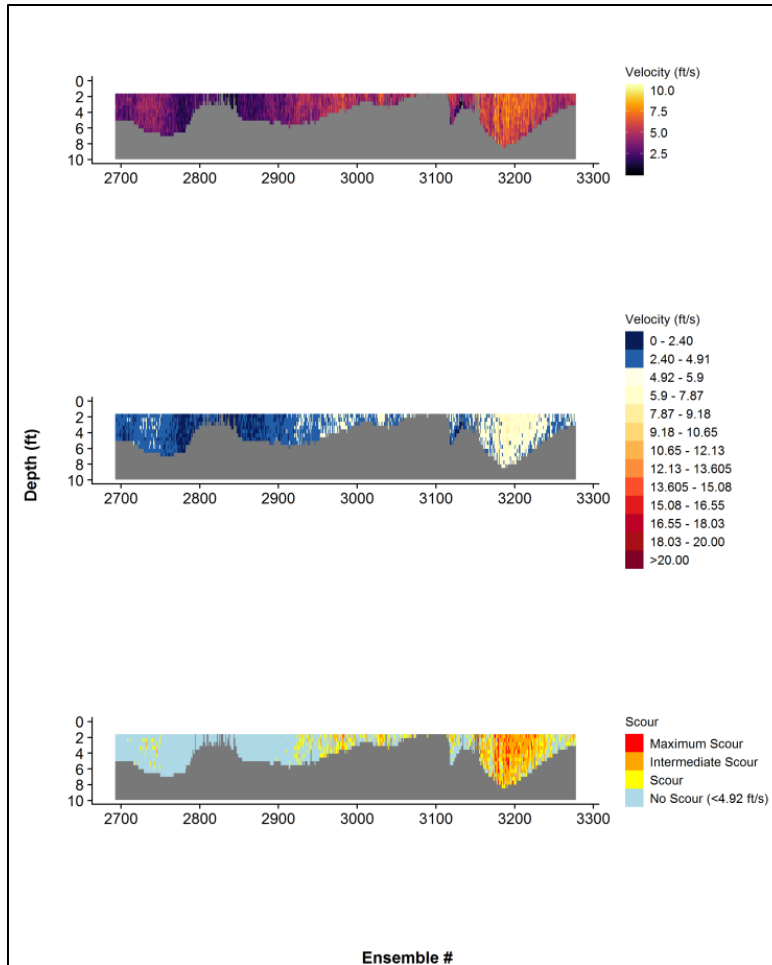 Velocity (ft/s)
10.0
7.5
5.0
2.5
0
2
4
6
8
10
2700 2800 2900 3000 3100 3200 3300
Velocity (ft/s)
0 - 2.40
2.40 - 4.91
4.92 - 5.9
5.9 - 7.87
7.87 - 9.18
9.18 - 10.65
10.65 - 12.13
12.13 - 13.605
13.605 - 15.08
15.08 - 16.55
16.55 - 18.03
18.03 - 20.00
>20.00
Depth (ft)
0
2
4
6
8
10
2700 2800 2900 3000 3100 3200 3300
Scour
Maximum Scour
Intermediate Scour
Scour
No Scour (<4.92 ft/s)
0
2
4
6
8
10
2700 2800 2900 3000 3100 3200 3300
Ensemble #